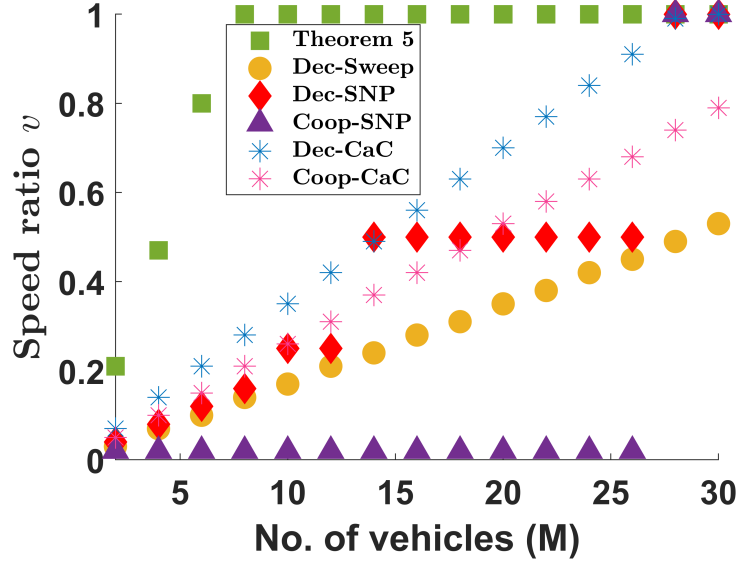 1
0.8
0.6
0.4
0.2
0
Speed ratio v
Theorem 5
Dec-Sweep
Dec-SNP
Coop-SNP
Dec-CaC
Coop-CaC
5 10 15 20 25 30
No. of vehicles (M)